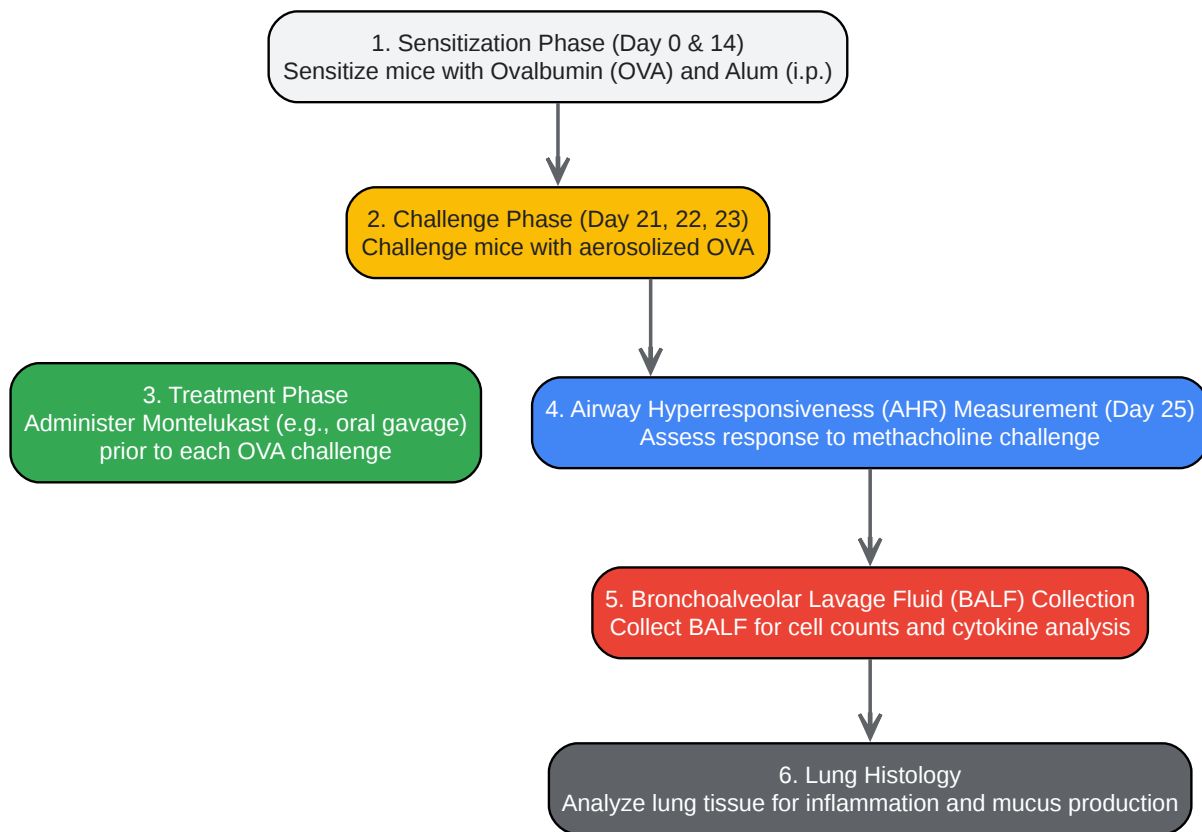 1. Sensitization Phase (Day 0 & 14)
Sensitize mice with Ovalbumin (OVA) and Alum (i.p.)
2. Challenge Phase (Day 21, 22, 23)
Challenge mice with aerosolized OVA
3. Treatment Phase
Administer Montelukast (e.g., oral gavage)
prior to each OVA challenge
4. Airway Hyperresponsiveness (AHR) Measurement (Day 25)
Assess response to methacholine challenge
5. Bronchoalveolar Lavage Fluid (BALF) Collection
Collect BALF for cell counts and cytokine analysis
6. Lung Histology
Analyze lung tissue for inflammation and mucus production